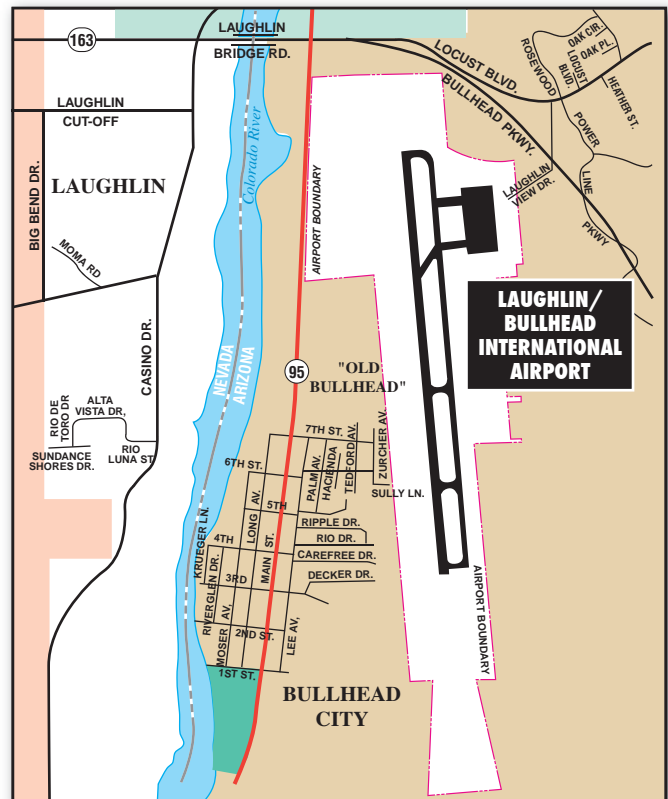 163
LAUGHLIN
BRIDGE RD.
LOCUST BLVD.
BULLHEAD PKWY.
ROSEWOOD
OAK CIR.
OAK PL.
LOCUST
BLVD.
HEATHER ST.
POWER
LINE
PKWY
LAUGHLIN
VIEW DR.
LAUGHLIN
CUT-OFF
BIG BEND DR.
LAUGHLIN
MOMA RD
CASINO DR.
Colorado River
AIRPORT BOUNDARY
LAUGHLIN/
BULLHEAD
INTERNATIONAL
AIRPORT
NEVADA
ARIZONA
95
"OLD
BULLHEAD"
RIO DE
TORO DR
ALTA
VISTA DR,
SUNDANCE
SHORES DR.
RIO
LUNA ST.
7TH ST.
6TH ST.
PALM AV.
HACIENDA
TEDFORD AV.
ZURCHER AV.
SULLY LN.
LONG AV.
5TH
MAIN ST.
RIPPLE DR.
RIO DR.
CAREFREE DR.
DECKER DR.
KRUEGER LN.
4TH
RIVERGLEN DR.
3RD
MOSER AV.
2ND ST.
LEE AV,
1ST ST.
AIRPORT BOUNDARY
BULLHEAD
CITY